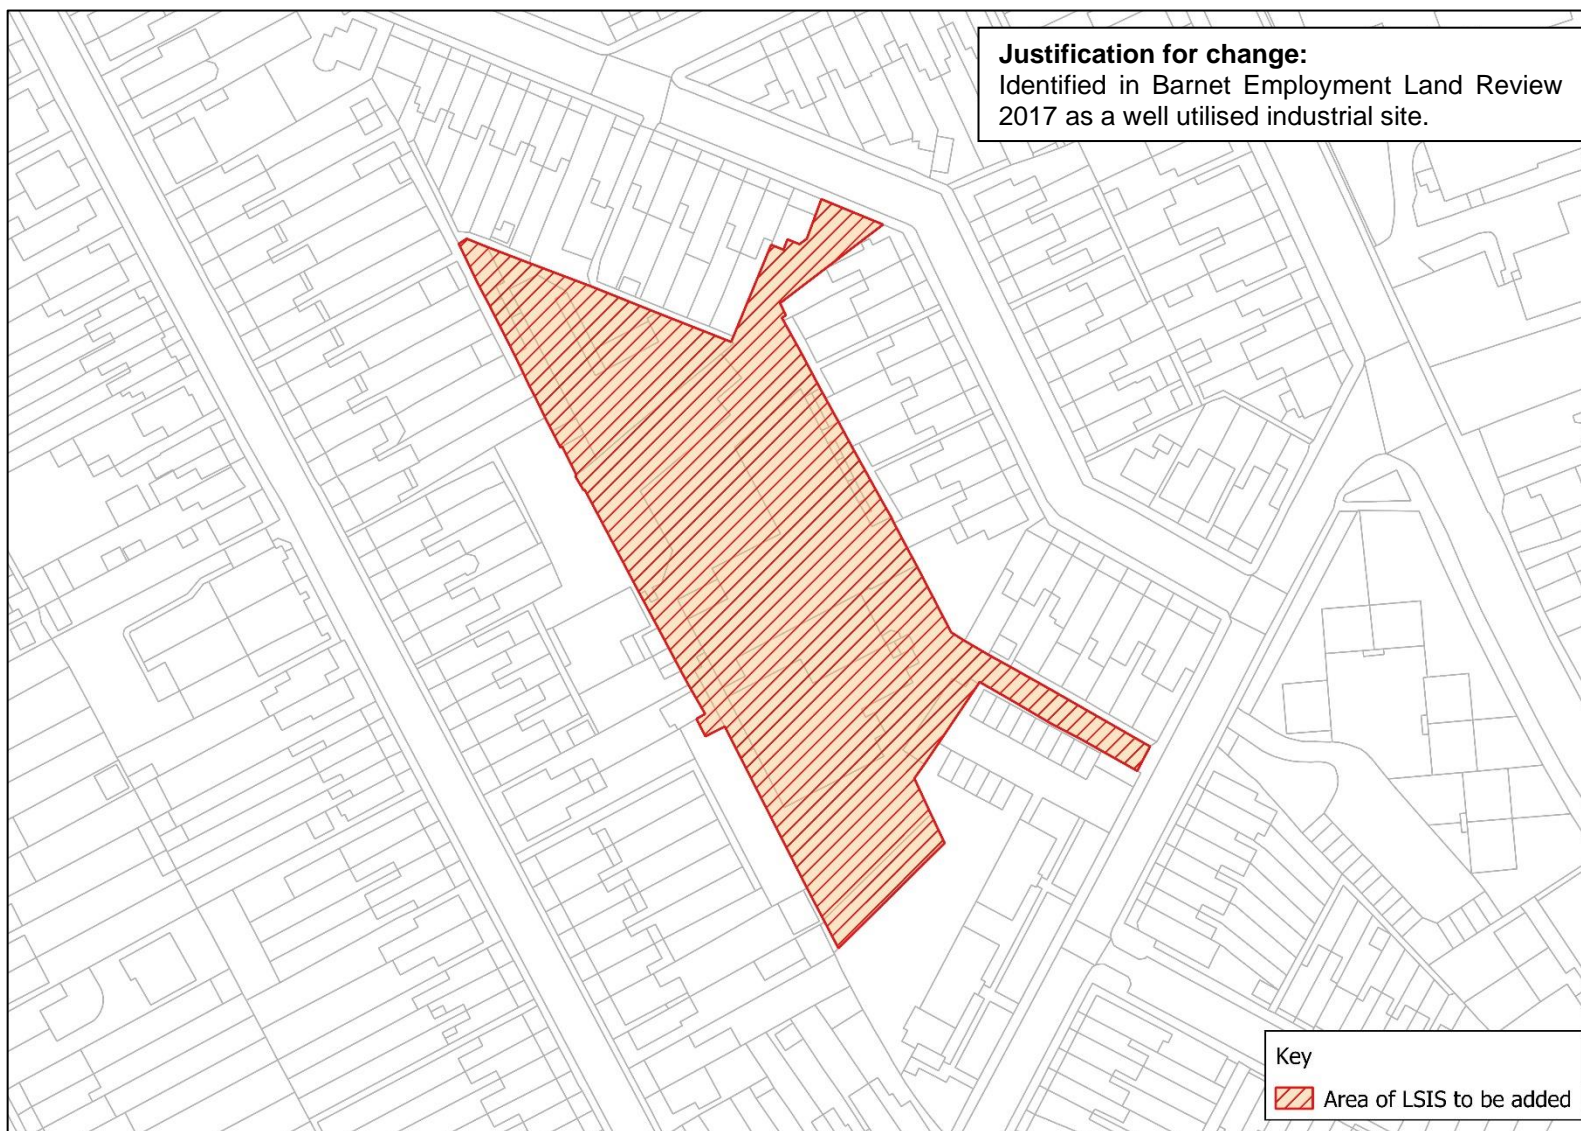 Justification for change:
Identified in Barnet Employment Land Review
2017 as a well utilised industrial site.
Key
Area of LSIS to be added